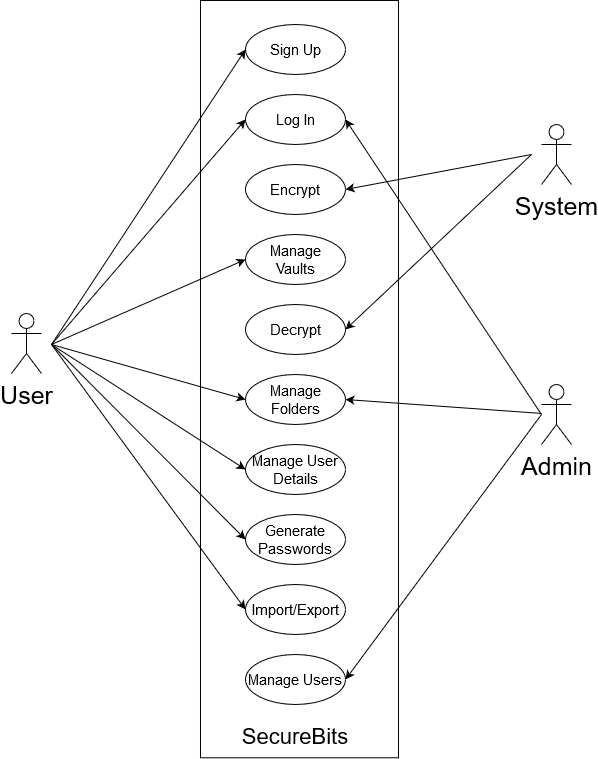 Sign Up
Log In
Encrypt
Manage
Vaults
Decrypt
Manage
Folders
Manage User
Details
Generate
Passwords
Import/Export
Manage Users
SecureBits
User
System
Admin